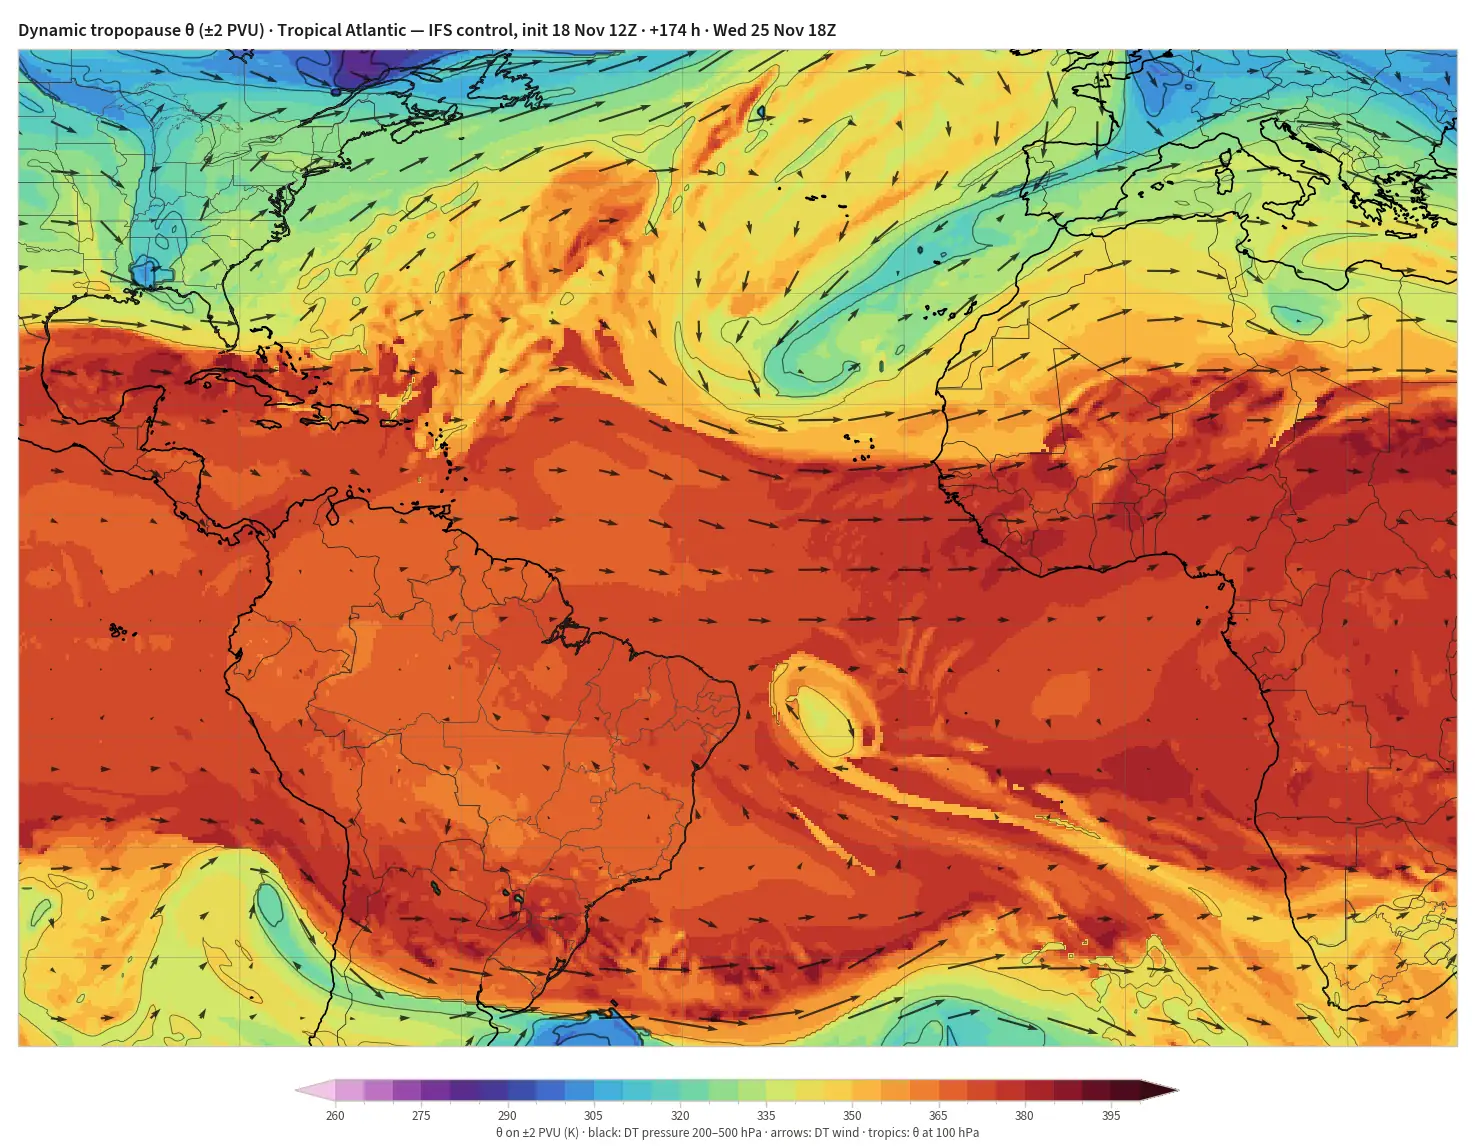 Dynamic tropopause θ (±2 PVU) · Tropical Atlantic — IFS control, init 18 Nov 12Z · +174 h · Wed 25 Nov 18Z
260 275 290 305 320 335 350 365 380 395
θ on ±2 PVU (K) · black: DT pressure 200–500 hPa · arrows: DT wind · tropics: θ at 100 hPa